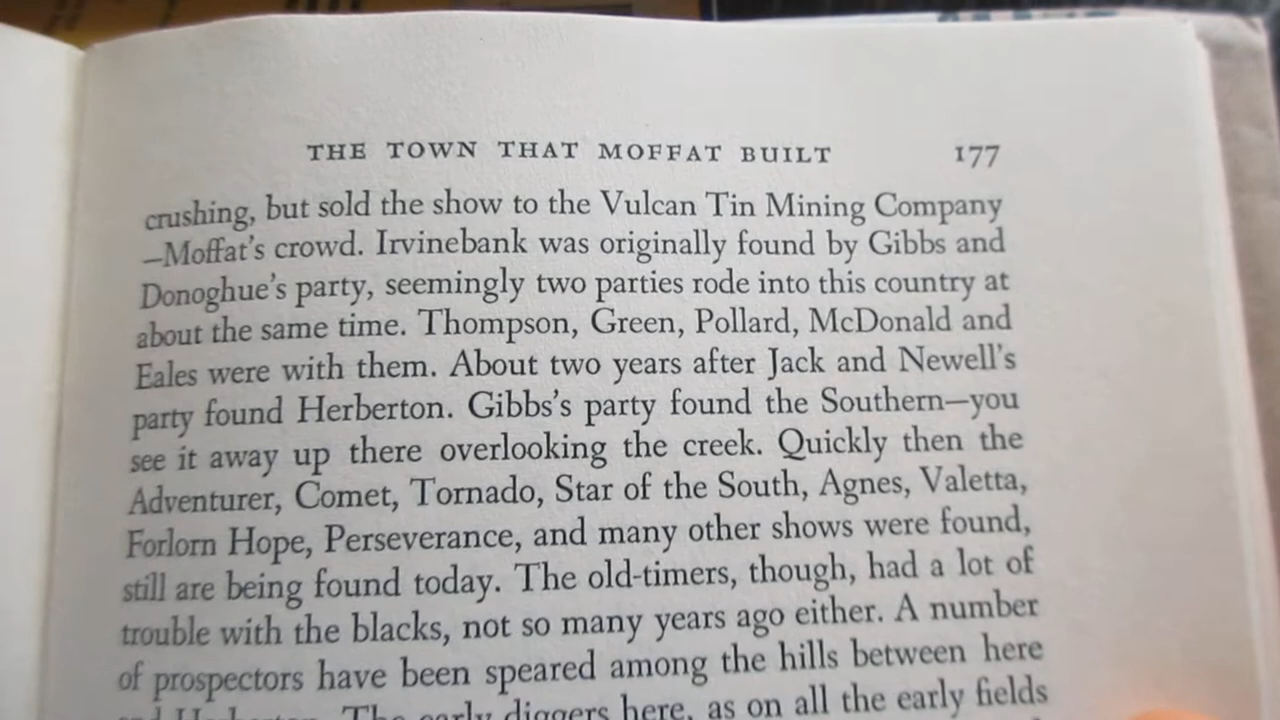 THE TOWN THAT MOFFAT BUILT 177
crushing, but sold the show to the Vulcan Tin Mining Company
—Moffat's crowd. Irvinebank was originally found by Gibbs and
Donoghue's party, seemingly two parties rode into this country at
about the same time. Thompson, Green, Pollard, McDonald and
Eales were with them. About two years after Jack and Newell's
party found Herberton. Gibbs's party found the Southern—you
see it away up there overlooking the creek. Quickly then the
Adventurer, Comet, Tornado, Star of the South, Agnes, Valetta,
Forlorn Hope, Perseverance, and many other shows were found,
still are being found today. The old-timers, though, had a lot of
trouble with the blacks, not so many years ago either. A number
of prospectors have been speared among the hills between here
The early diggers here, as on all the early fields